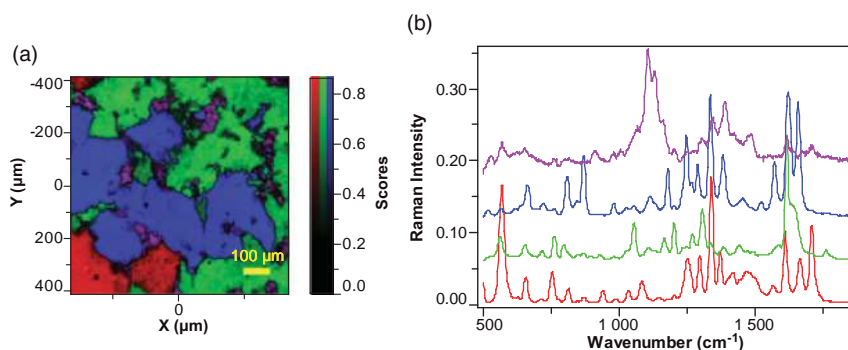 (a)
-400
-200
0
200
400
Y (µm)
0
X (µm)
100 µm
0.8
0.6
0.4
0.2
0.0
Scores
(b)
0.30
0.20
0.10
0.00
Raman Intensity
500
1 000
1 500
Wavenumber (cm⁻¹)